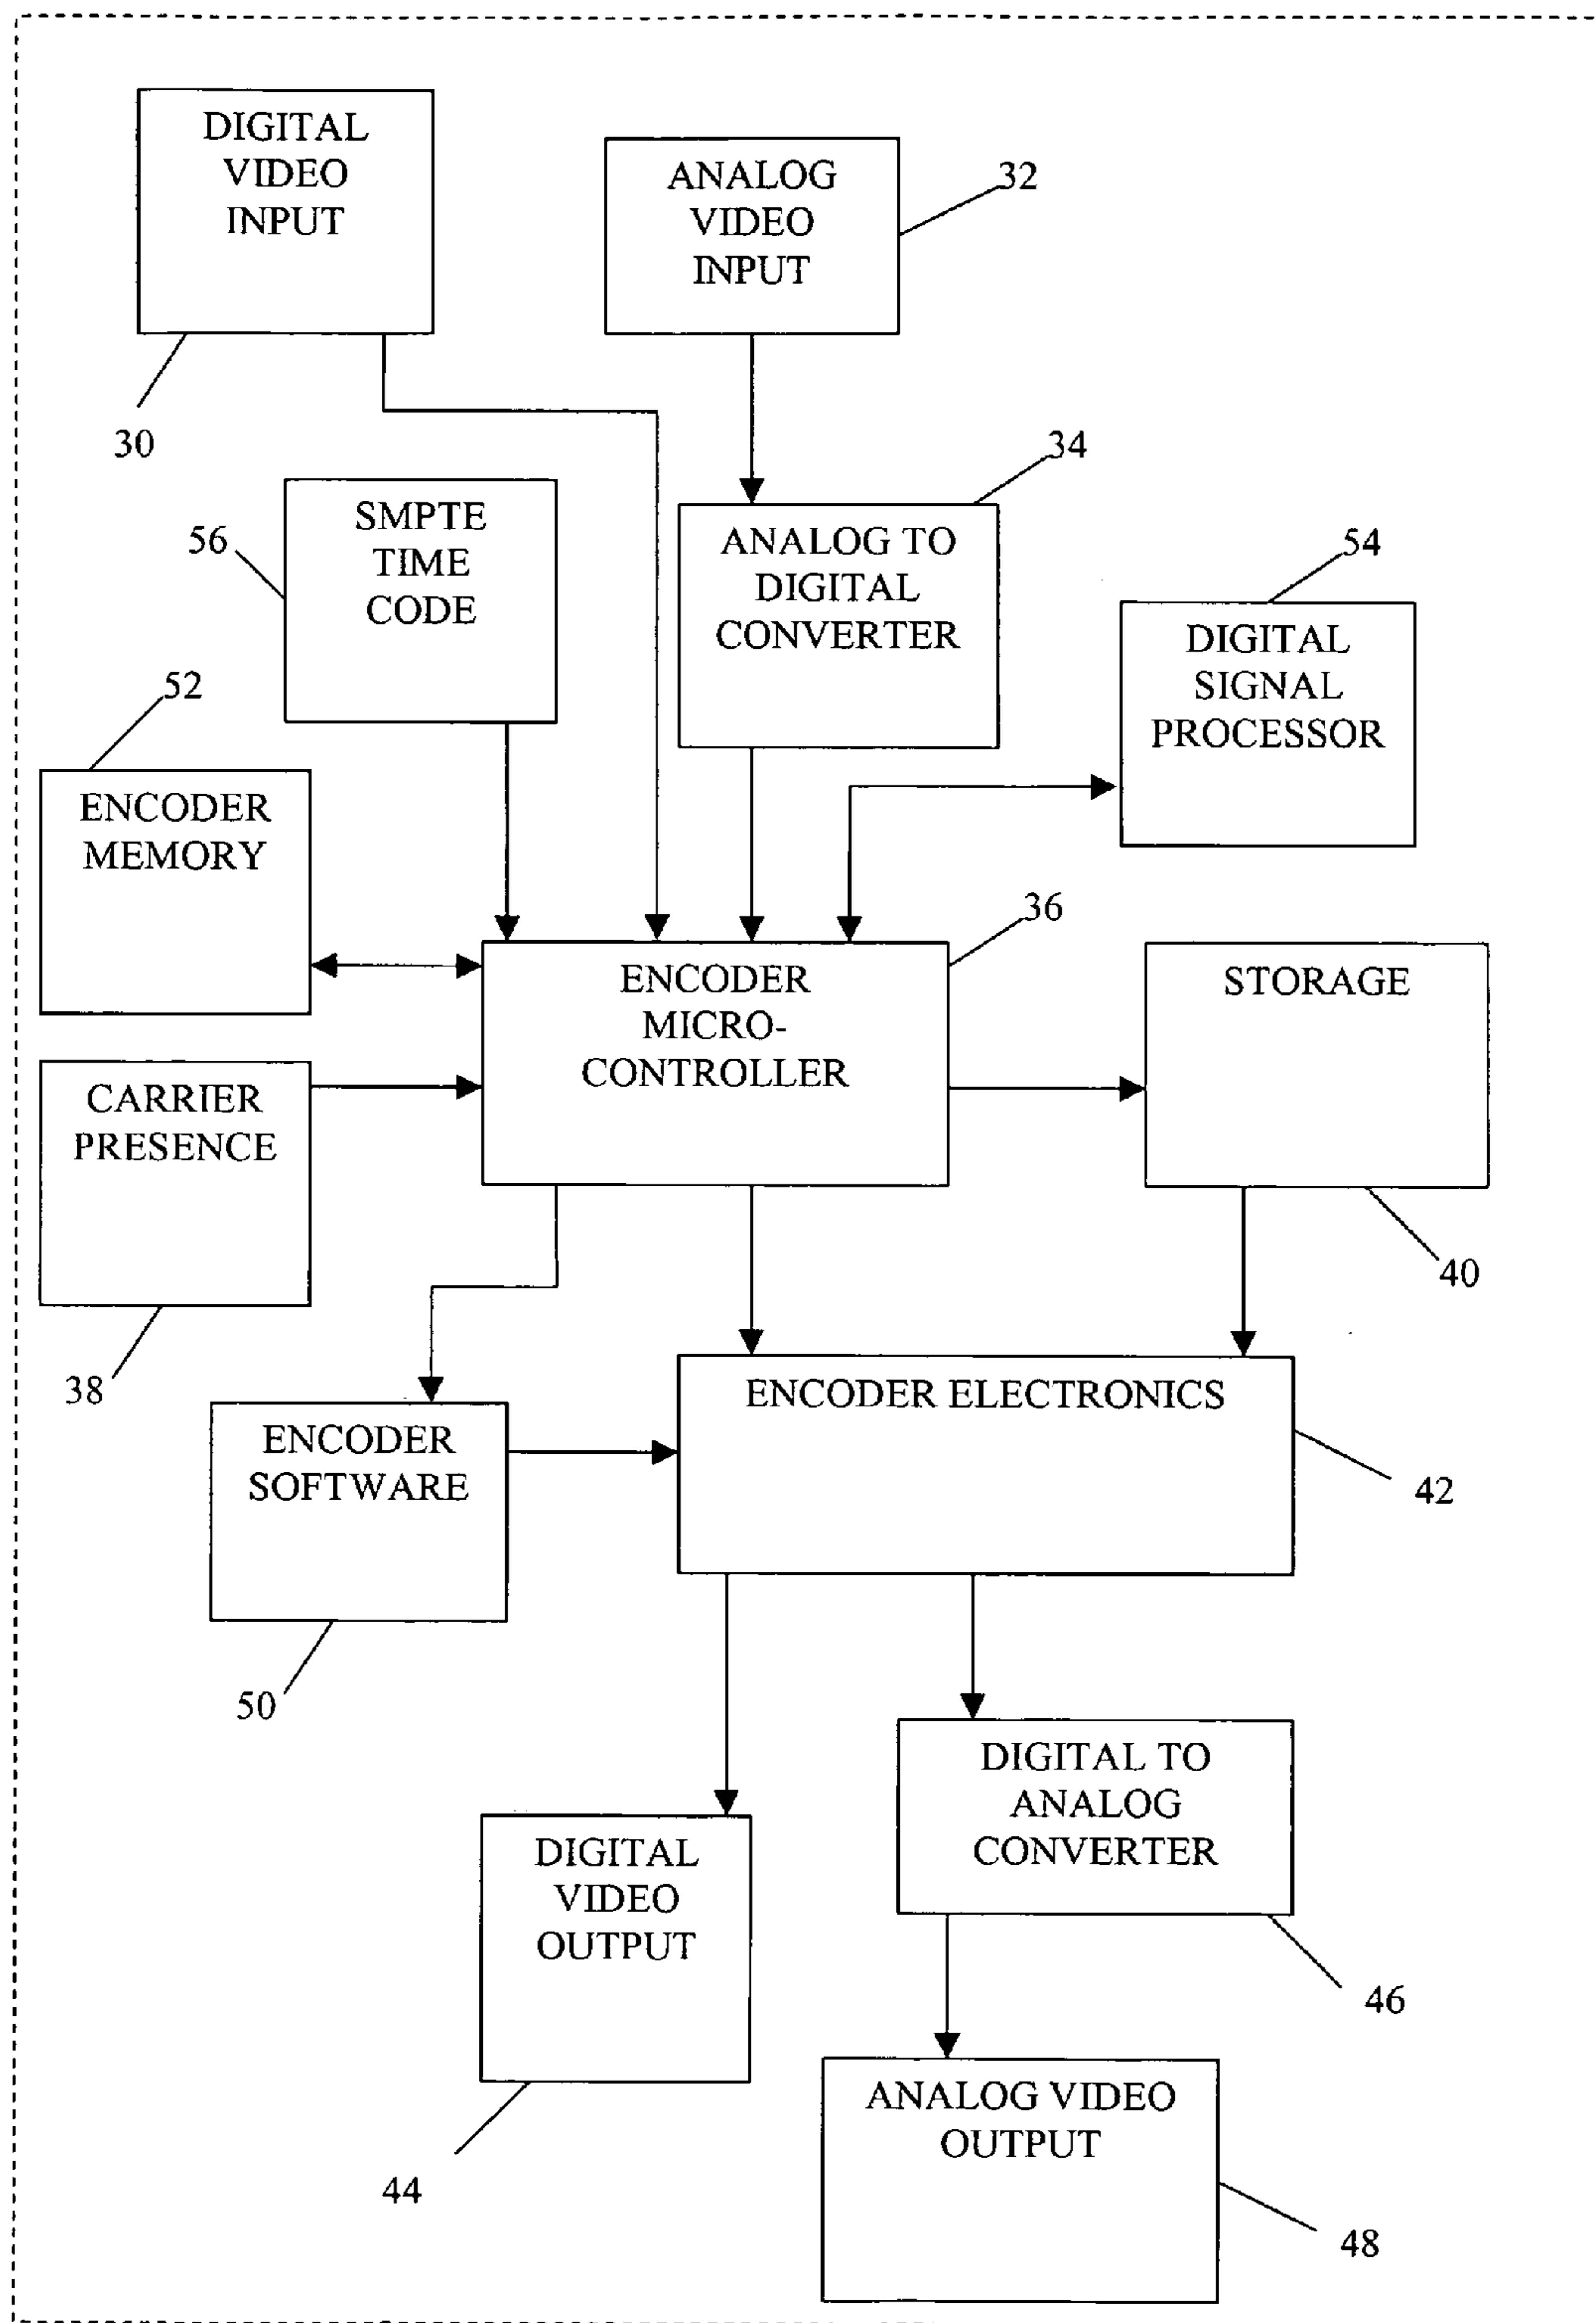 DIGITAL
VIDEO
INPUT
30
ANALOG
VIDEO
INPUT
32
34
SMPTE
TIME
CODE
56
ANALOG TO
DIGITAL
CONVERTER
54
DIGITAL
SIGNAL
PROCESSOR
52
ENCODER
MEMORY
36
ENCODER
MICRO-
CONTROLLER
STORAGE
40
CARRIER
PRESENCE
38
ENCODER ELECTRONICS
42
ENCODER
SOFTWARE
50
DIGITAL TO
ANALOG
CONVERTER
46
DIGITAL
VIDEO
OUTPUT
44
ANALOG VIDEO
OUTPUT
48